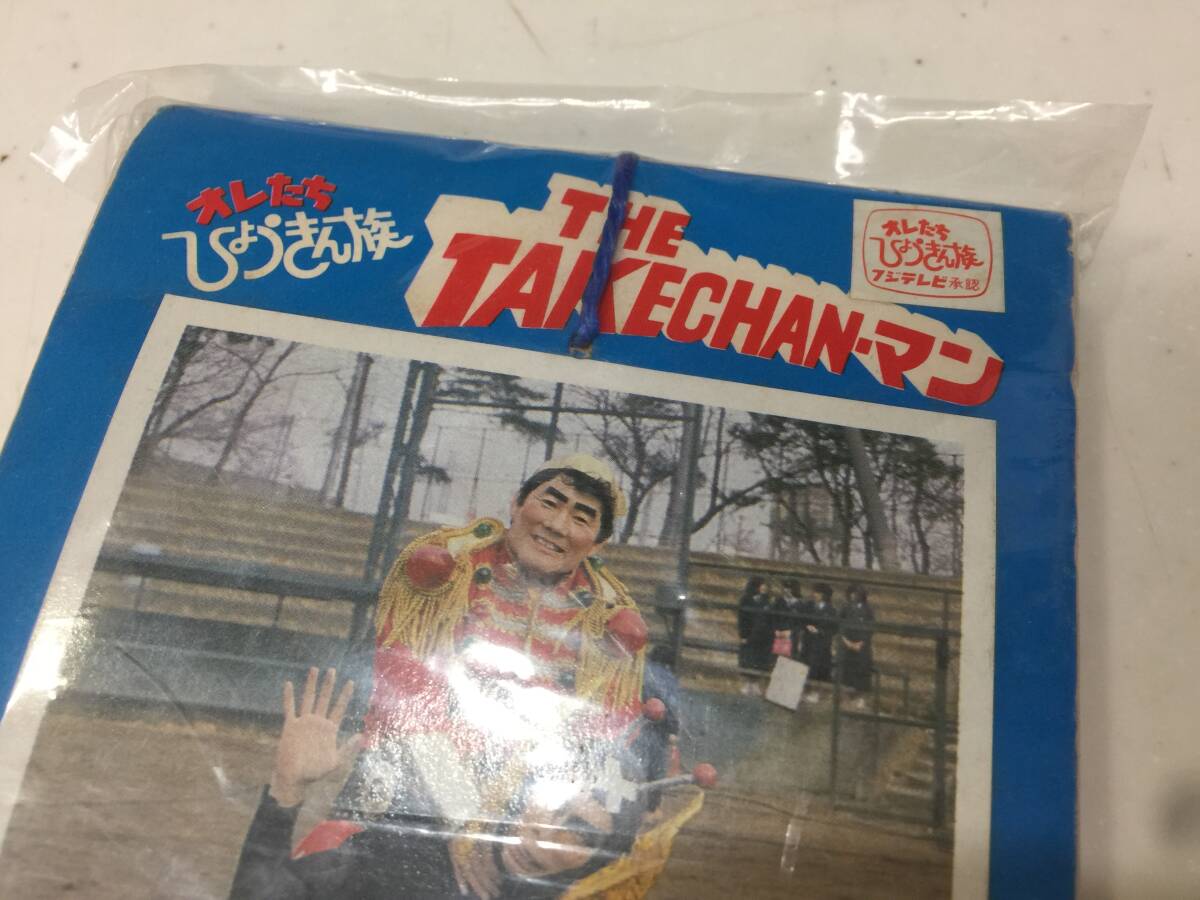 オレたち
ひょうきん族
THE
TAKECHAN-マン
オレたち
ひょうきん族
フジテレビ承認